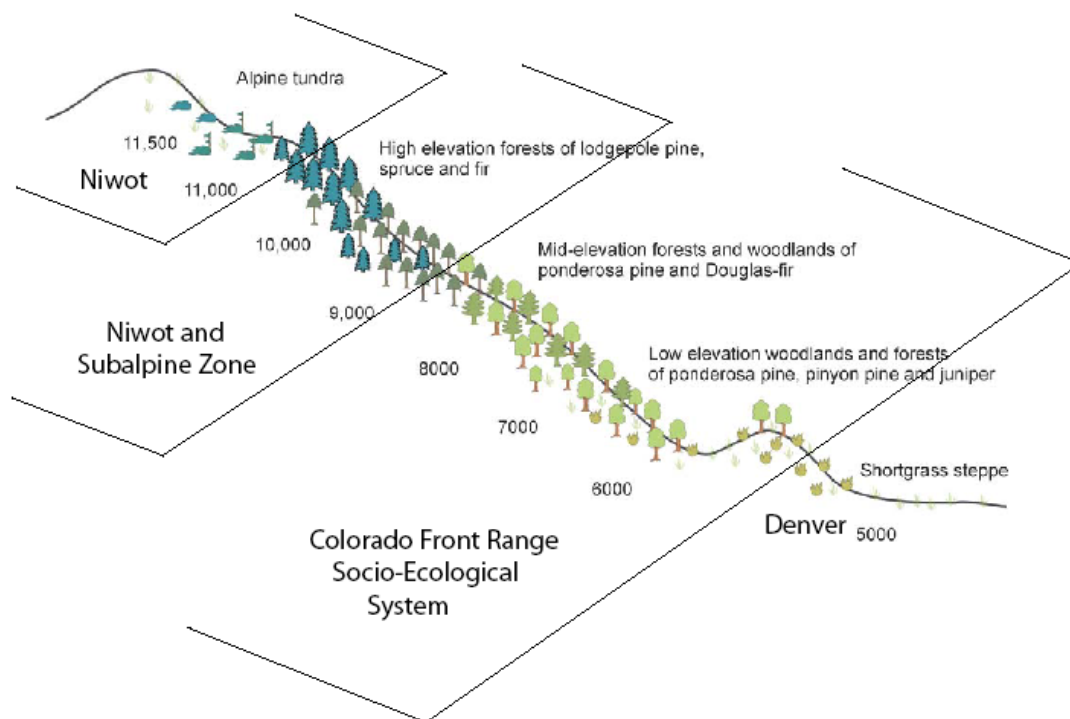 Alpine tundra
11,500
Niwot
11,000
High elevation forests of lodgepole pine,
spruce and fir
10,000
Mid-elevation forests and woodlands of
ponderosa pine and Douglas-fir
9,000
Niwot and
Subalpine Zone
8000
Low elevation woodlands and forests
of ponderosa pine, pinyon pine and juniper
7000
6000
Shortgrass steppe
Denver
5000
Colorado Front Range
Socio-Ecological
System